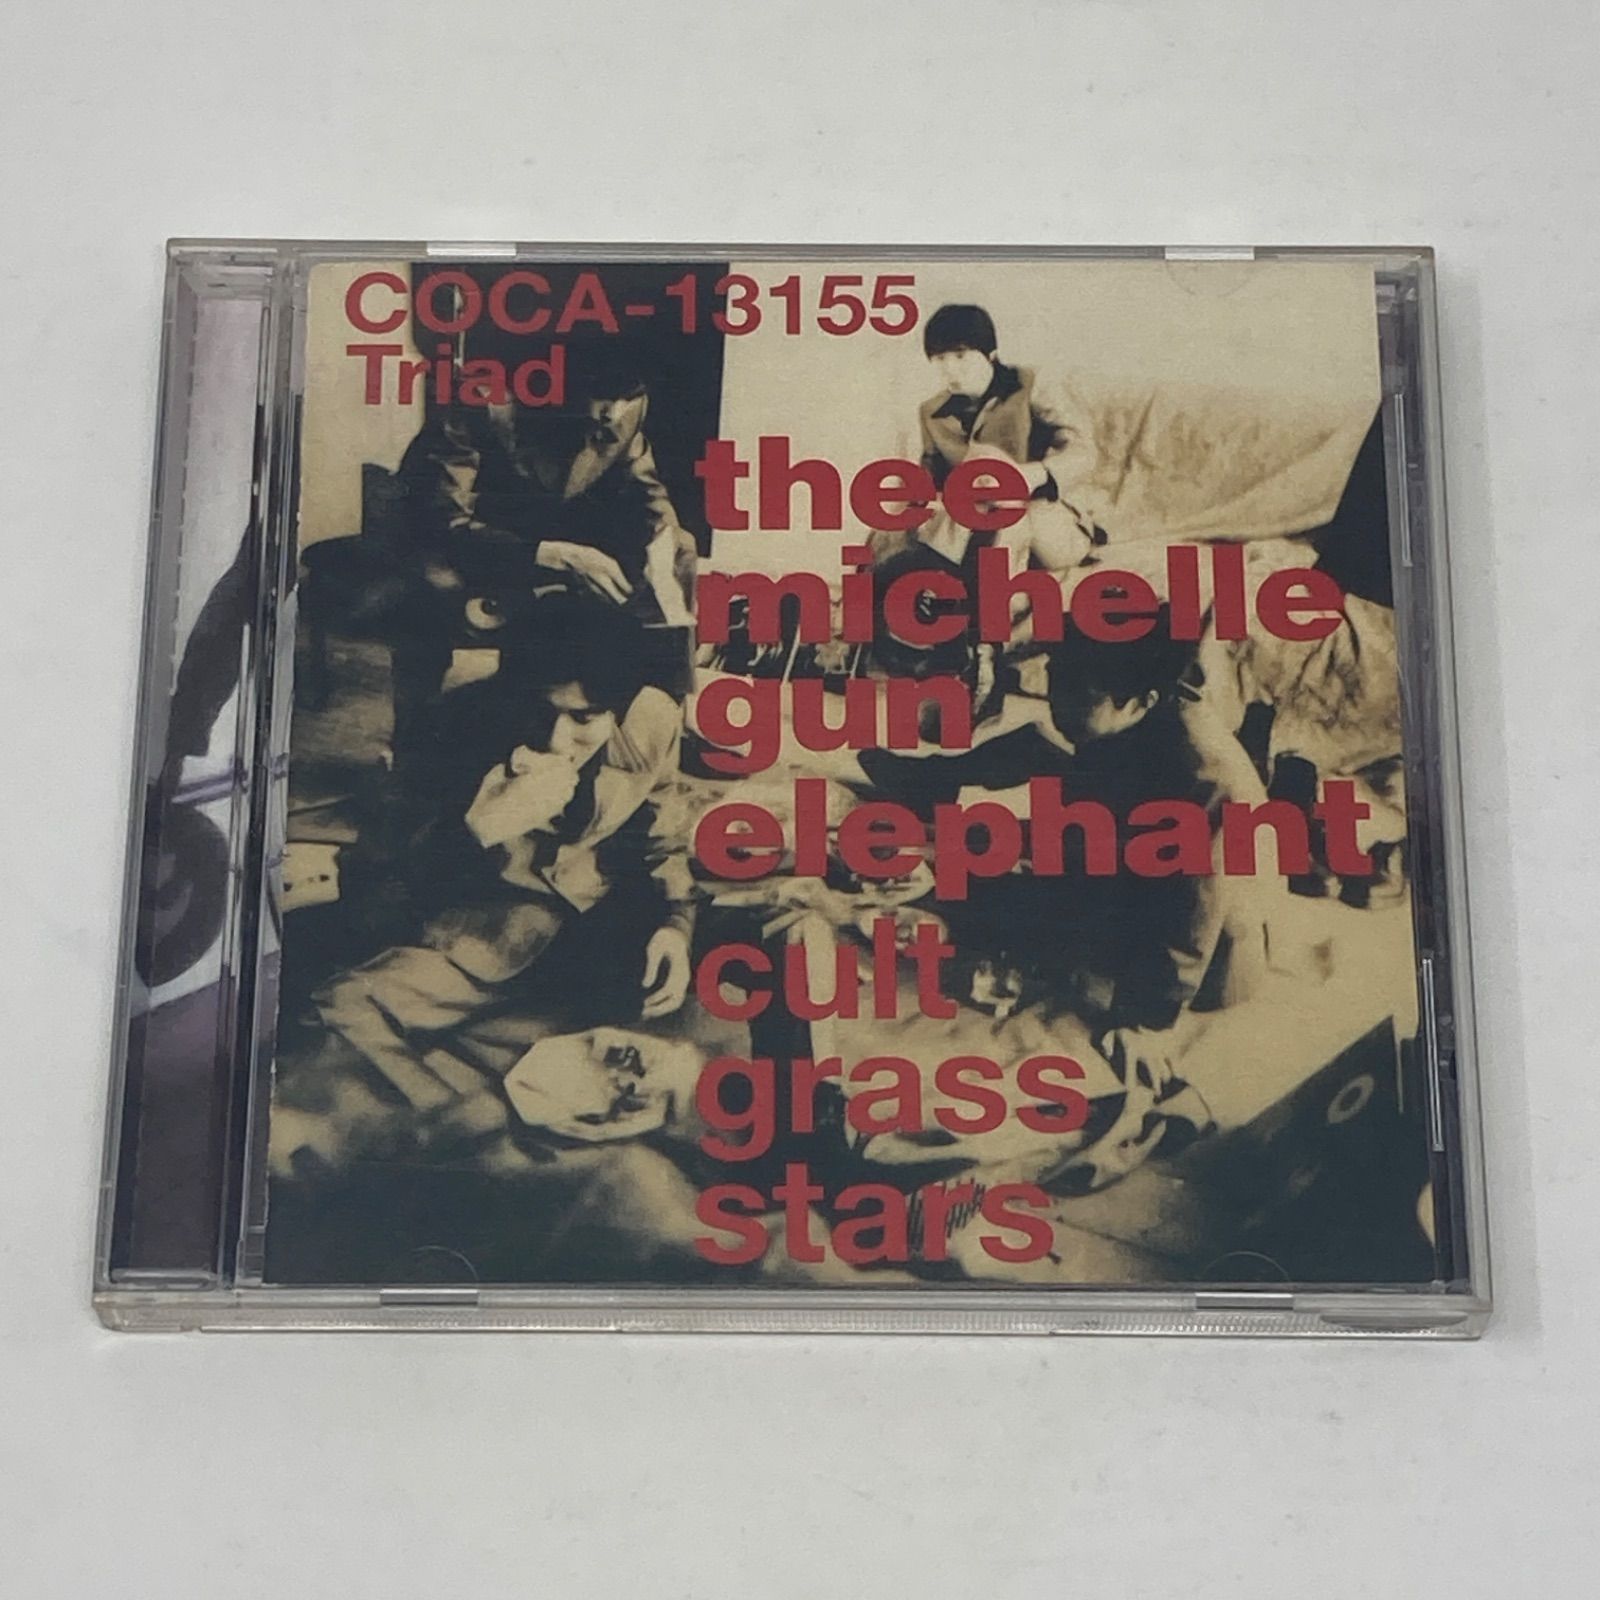 COCA-13155
Triad
thee
michelle
gun
elephant
cult
grass
stars